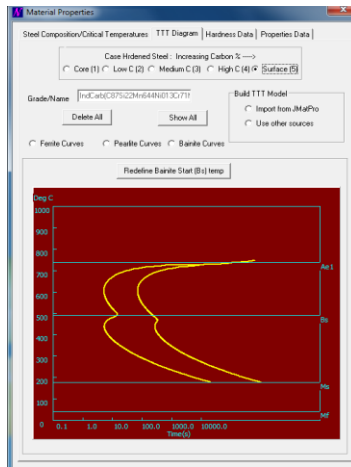 Material Properties
Steel Composition/Critical Temperatures TTT Diagram Hardness Data Properties Data
Case Hrdened Steel : Increasing Carbon % --->
Core (1) Low C (2) Medium C (3) High C (4) Surface (5)
Grade/Name IndCarb(C875i22Mn644Ni013Cr71f
Build TTT Model
Import from JMatPro
Use other sources
Delete All Show All
Ferrite Curves Pearlite Curves Bainite Curves
Redefine Bainite Start (Bs) temp
Deg C
1000
900
800
700
Ae1
600
500
Bs
400
300
200
Ms
100
Mf
0
0.1 1.0 10.0 100.0 1000.0 10000.0
Time(s)